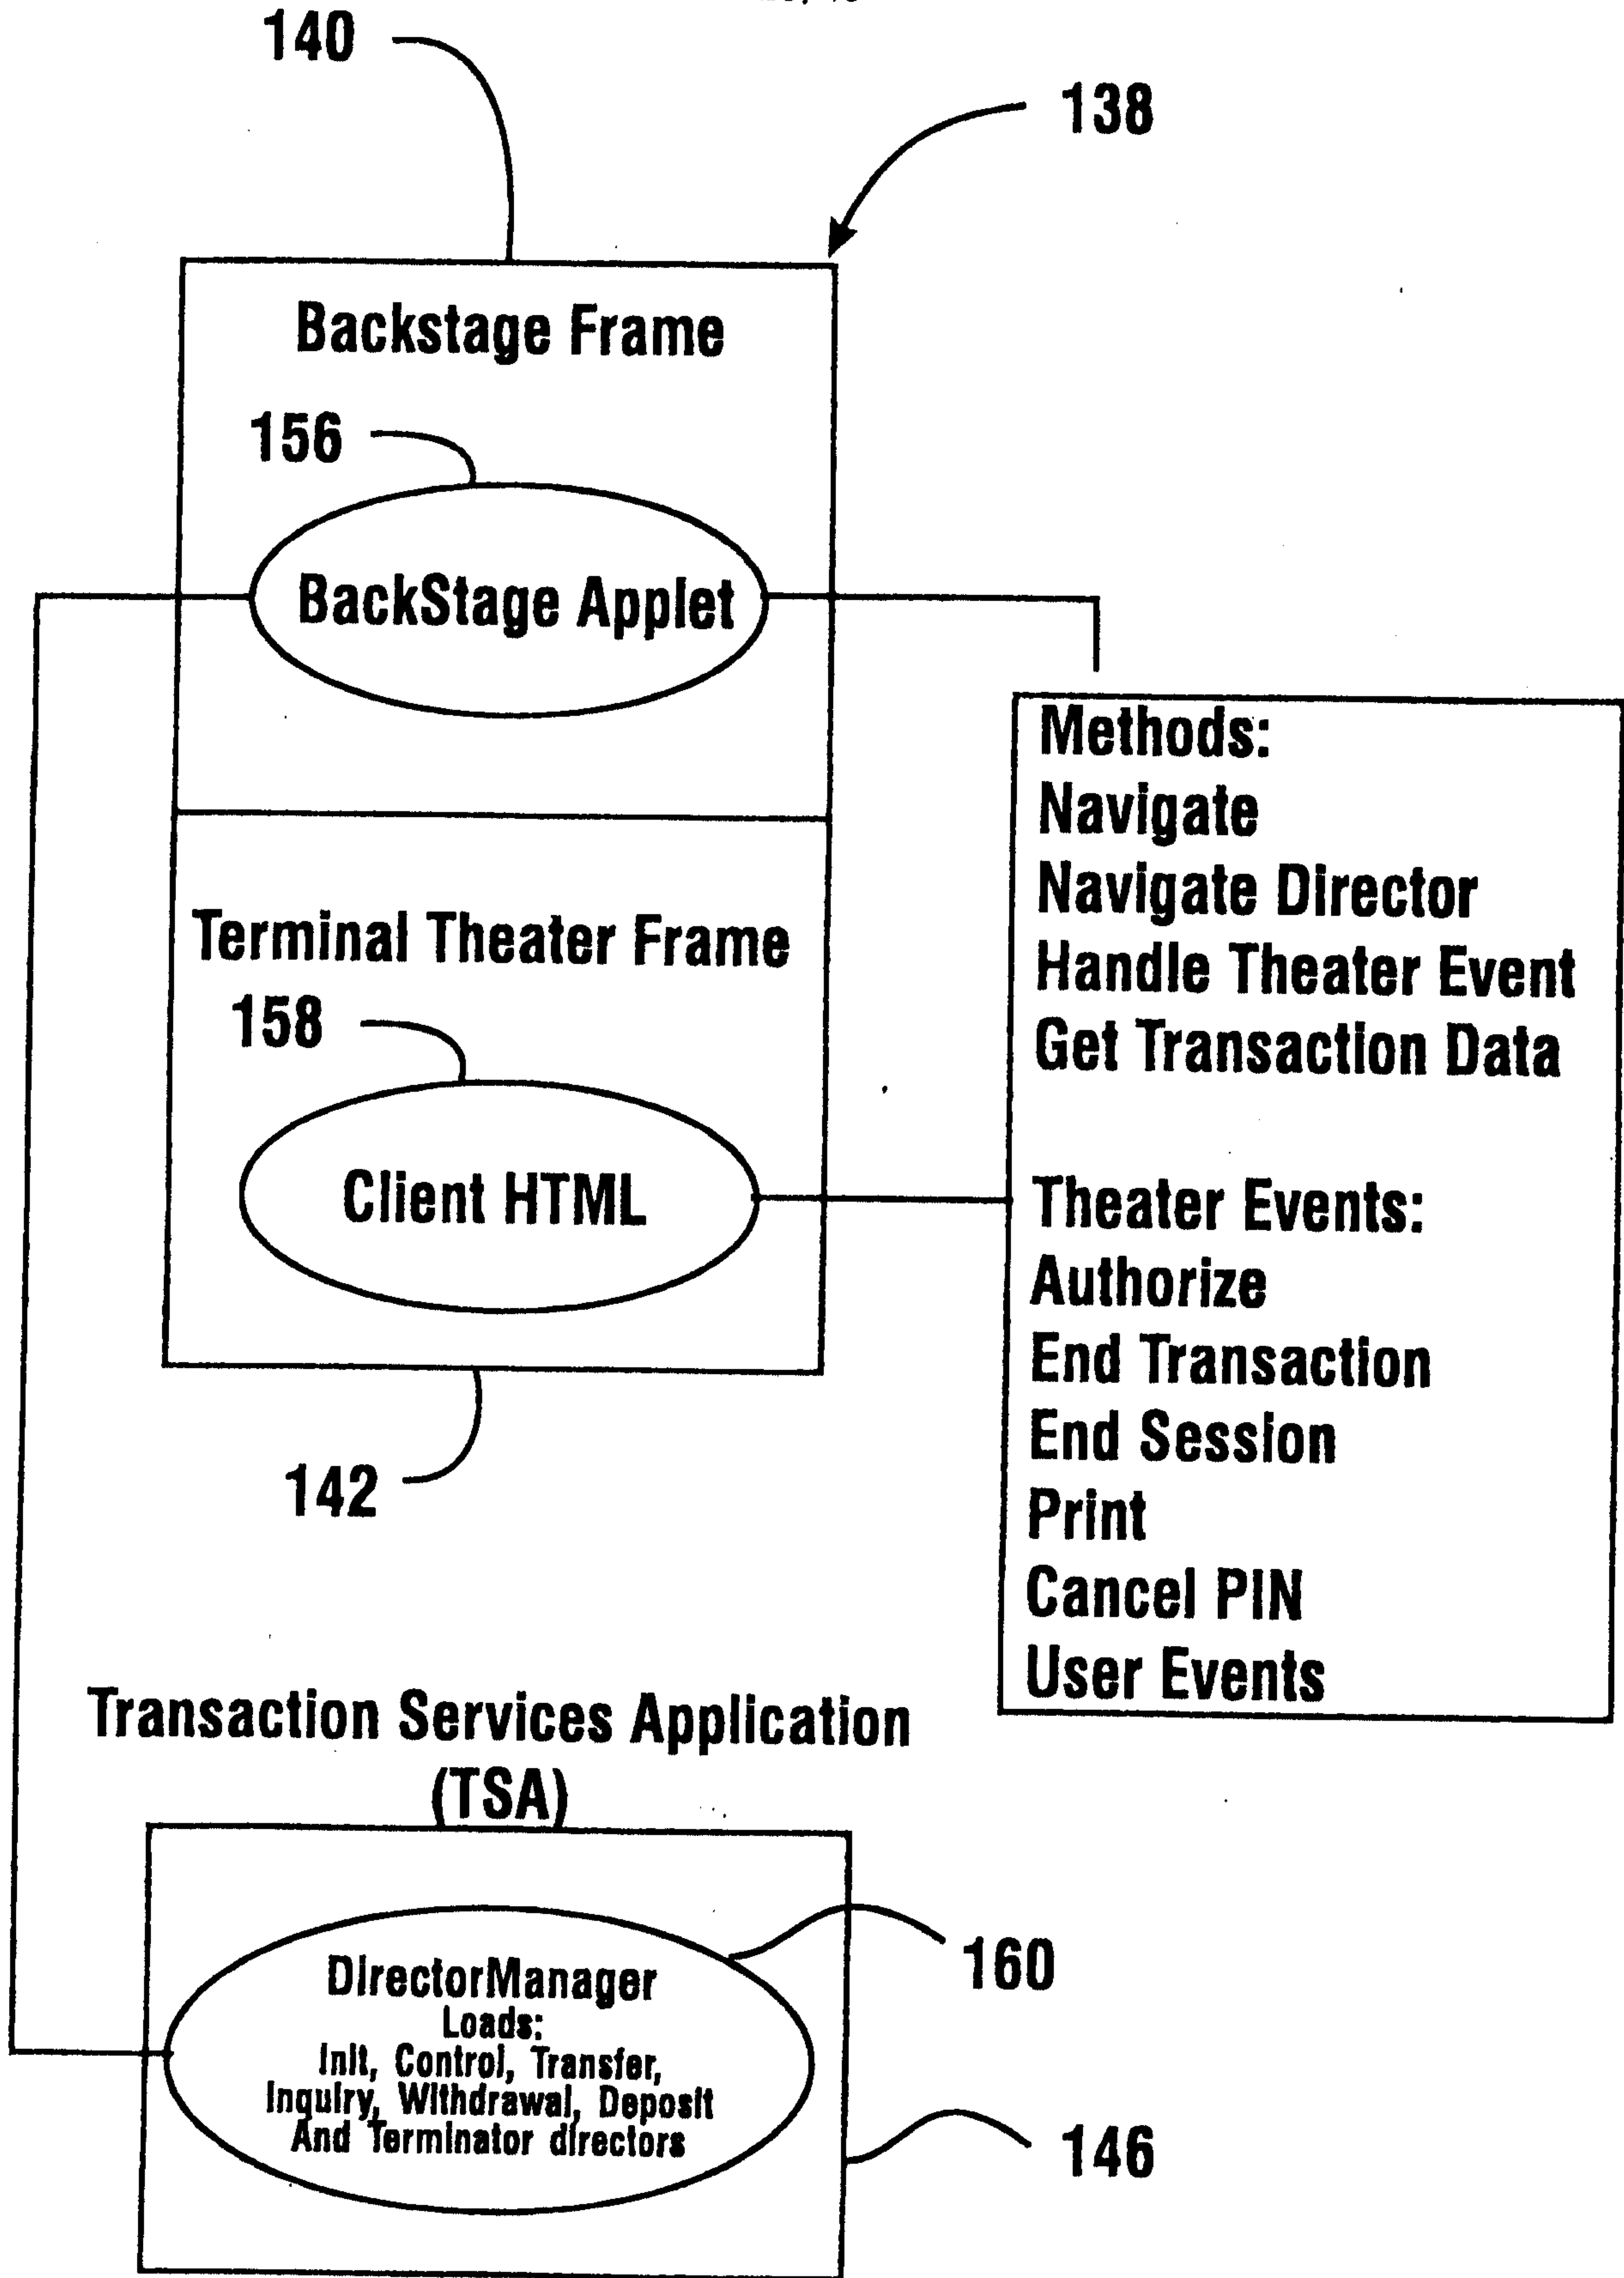 140
138
Backstage Frame
156
BackStage Applet
Methods:
Navigate
Navigate Director
Handle Theater Event
Get Transaction Data
Terminal Theater Frame
158
Client HTML
Theater Events:
Authorize
End Transaction
End Session
Print
Cancel PIN
User Events
142
Transaction Services Application
(TSA)
DirectorManager
Loads:
Init, Control, Transfer,
Inquiry, Withdrawal, Deposit
And Terminator directors
160
146